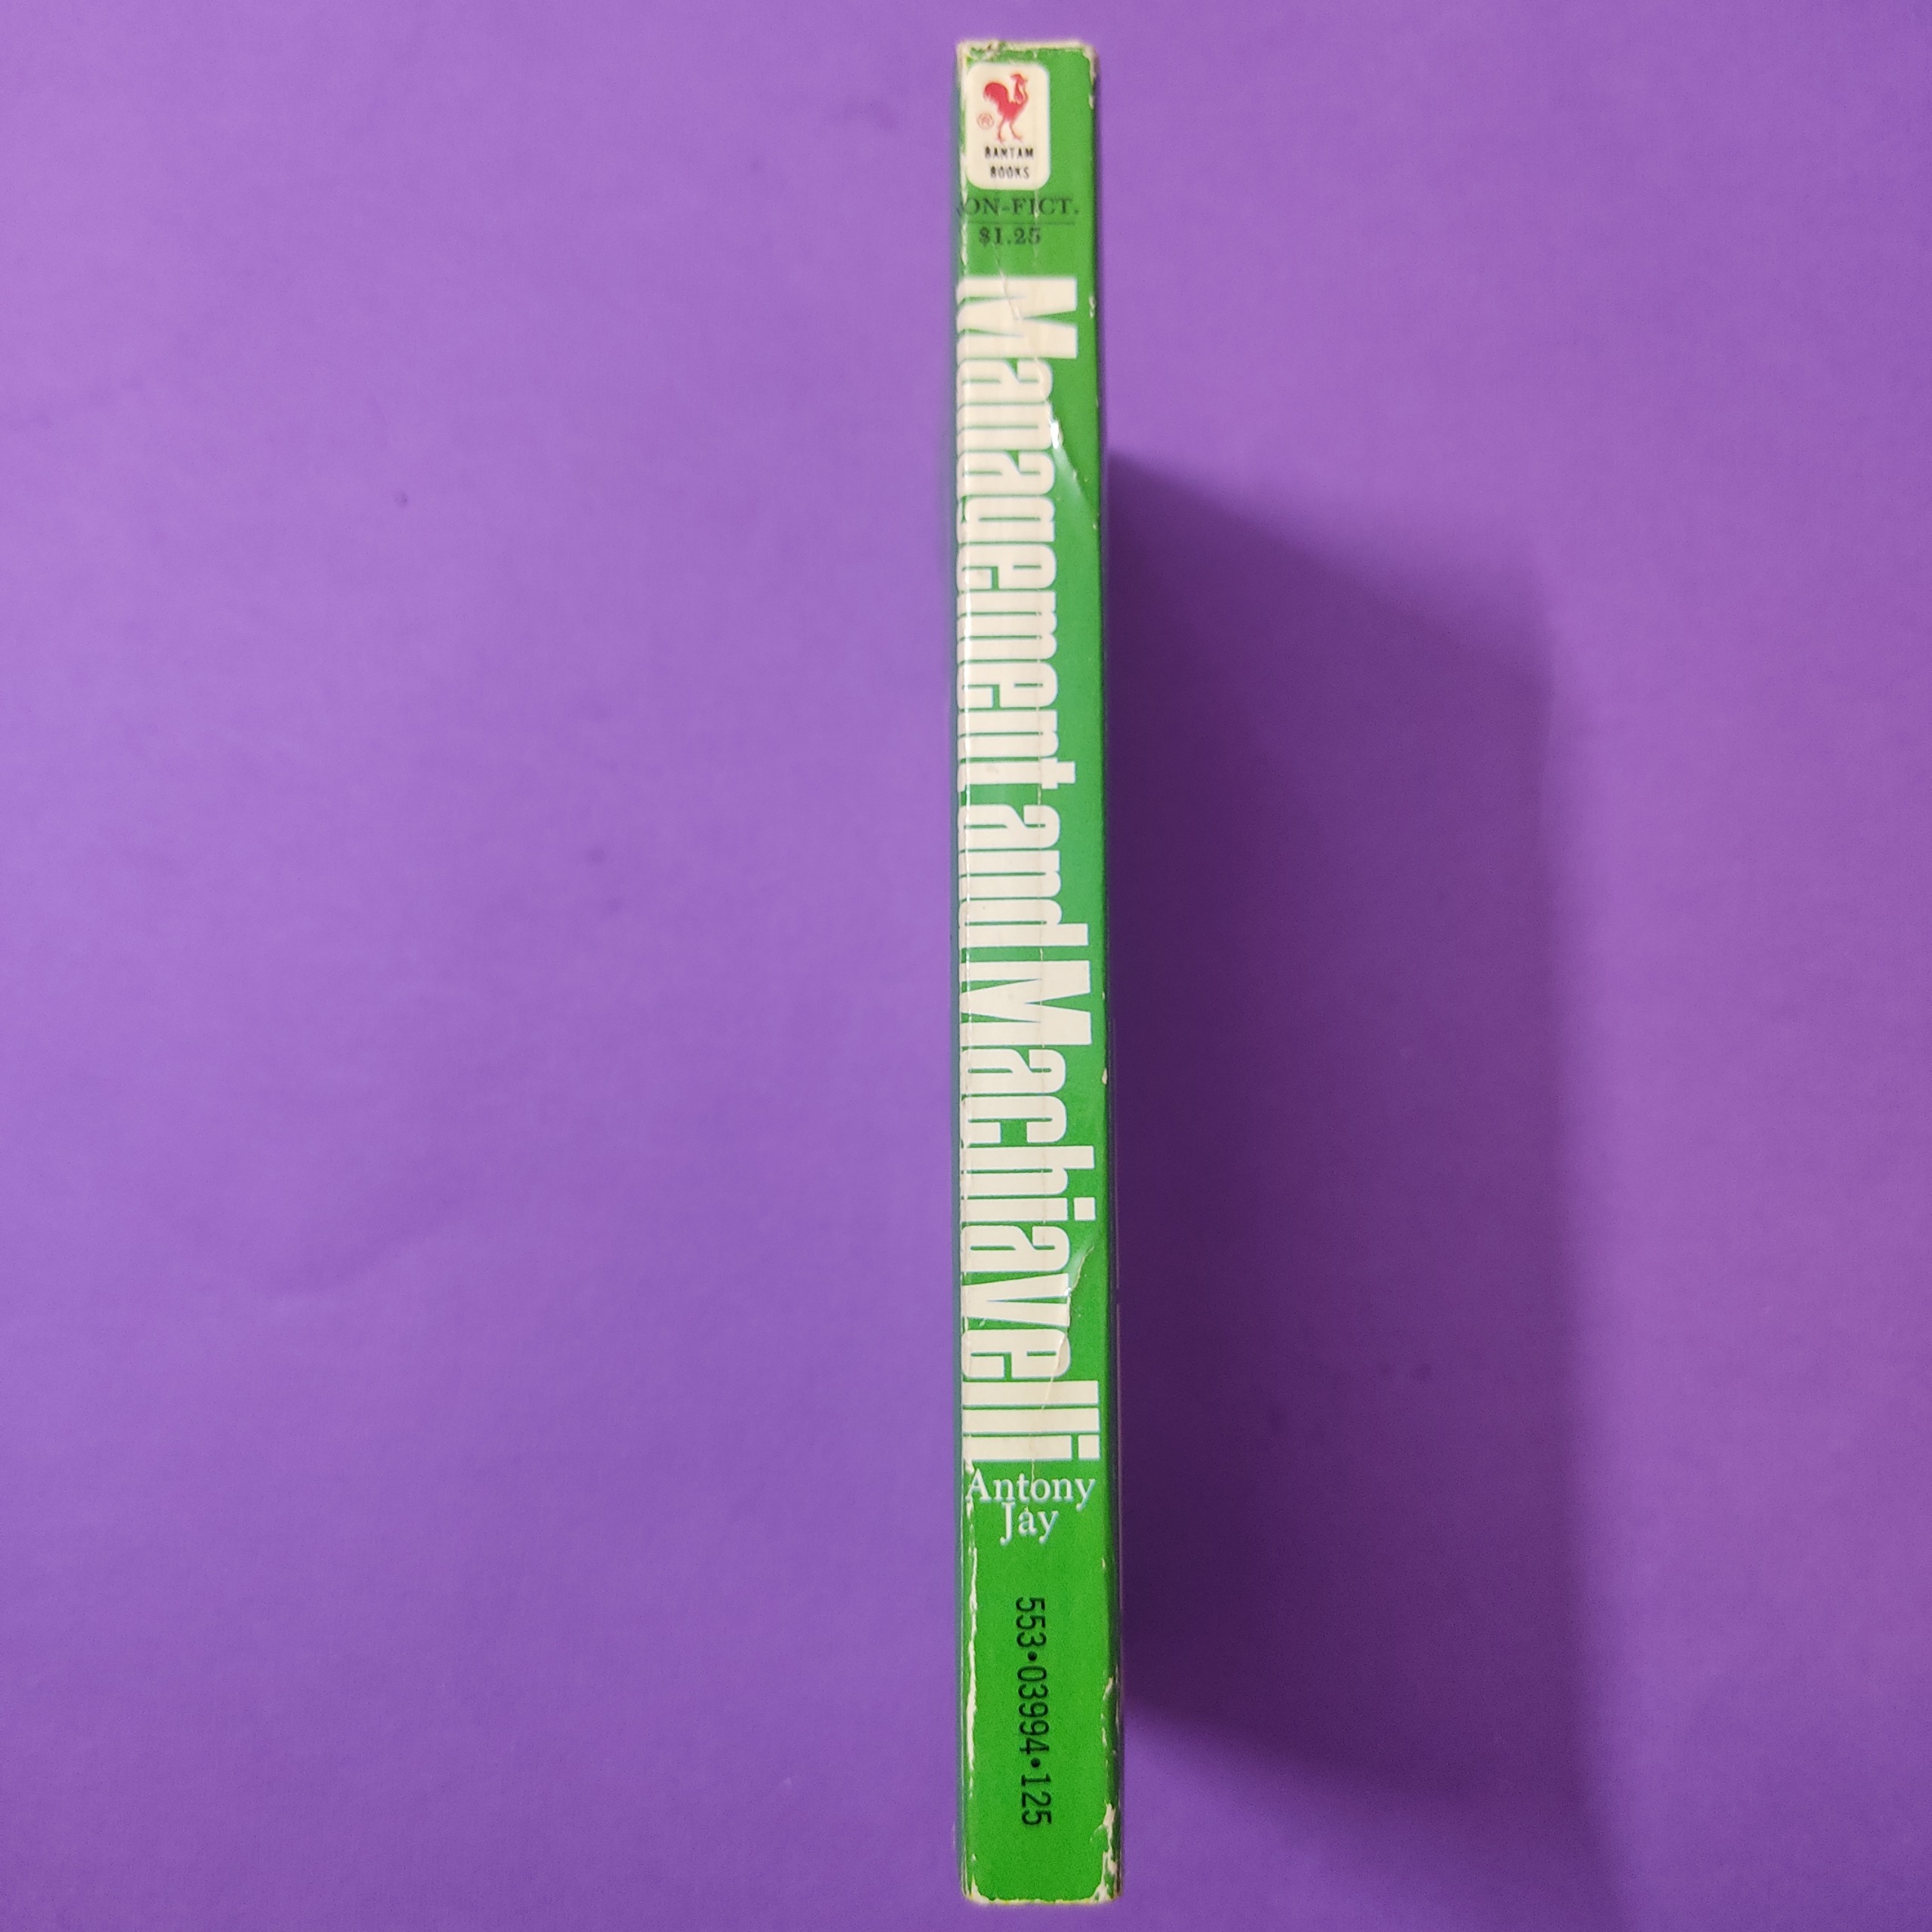 ®
BANTAM
BOOKS
ON-FICT.
$1.25
Management and Machiavelli
Antony
Jay
553•03994•125